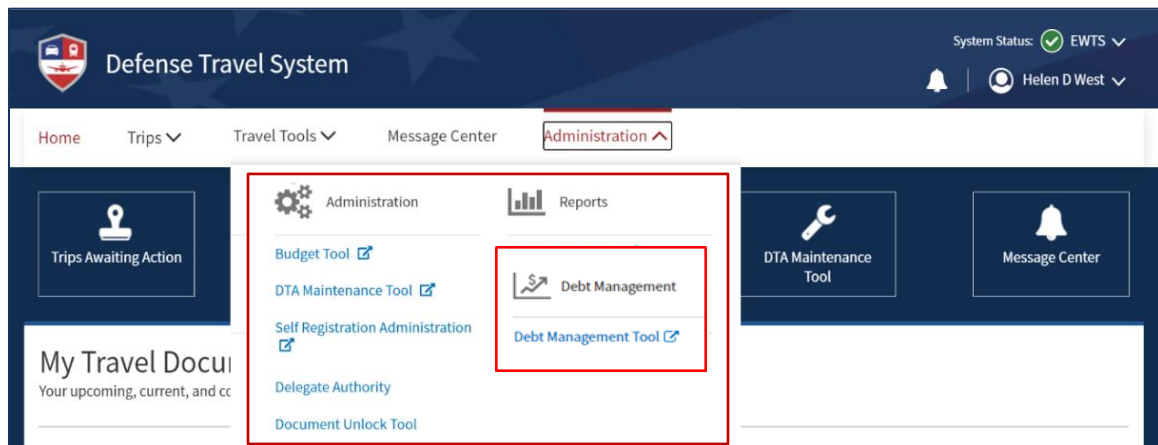 System Status: EWTS
Defense Travel System
Helen D West
Home Trips Travel Tools Message Center Administration
Administration Reports
Trips Awaiting Action
Budget Tool
DTA Maintenance Tool
Self Registration Administration
Delegate Authority
Document Unlock Tool
Debt Management
Debt Management Tool
DTA Maintenance
Tool
Message Center
My Travel Docu
Your upcoming, current, and co